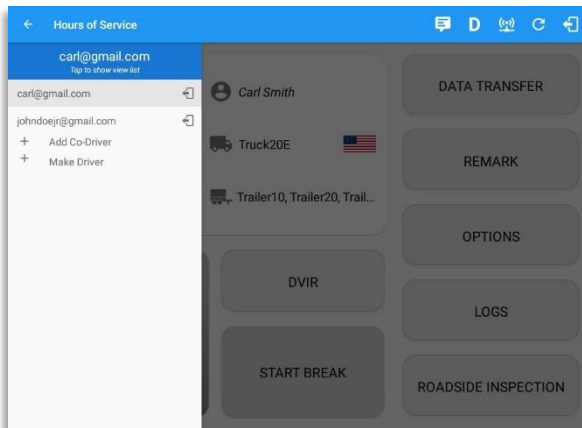 Hours of Service
D
carl@gmail.com
Tap to show view list
carl@gmail.com
johndoejr@gmail.com
+ Add Co-Driver
+ Make Driver
Carl Smith
Truck20E
Trailer10, Trailer20, Trail...
DVIR
START BREAK
DATA TRANSFER
REMARK
OPTIONS
LOGS
ROADSIDE INSPECTION